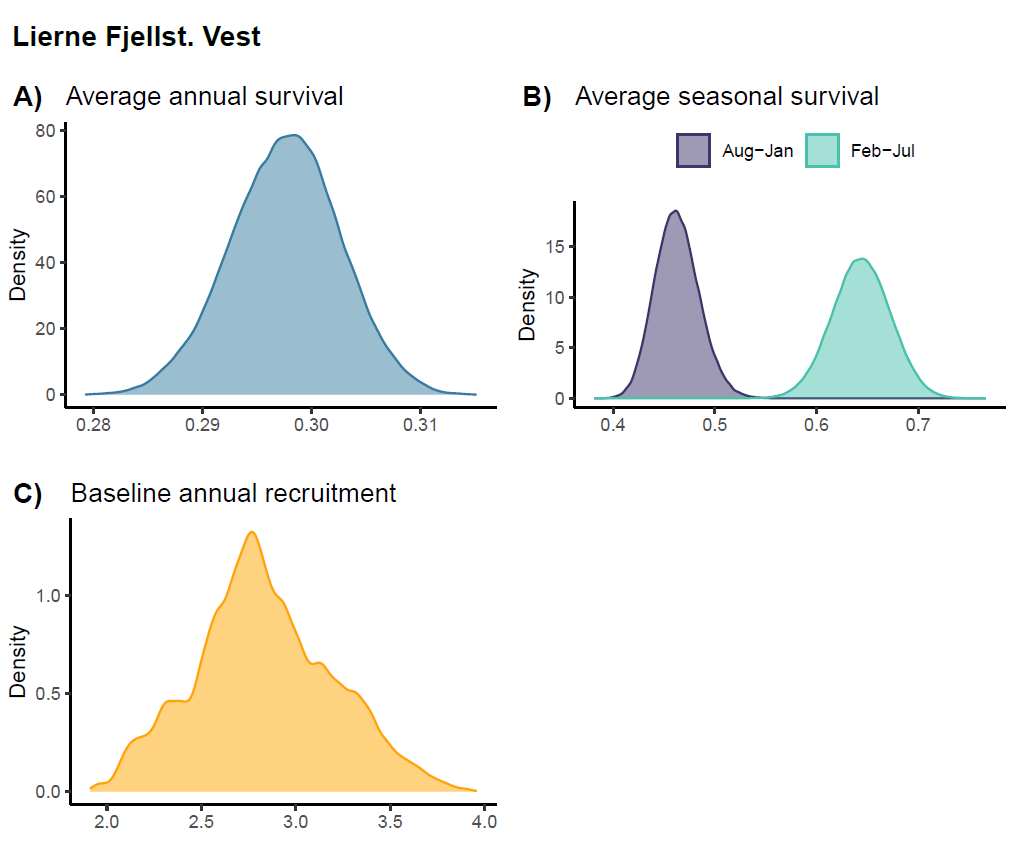 Lierne Fjellst. Vest
A) Average annual survival
80
60
40
20
0
Density
0.28 0.29 0.30 0.31
B) Average seasonal survival
Aug−Jan Feb−Jul
15
10
5
0
Density
0.4 0.5 0.6 0.7
C) Baseline annual recruitment
1.0
0.5
0.0
Density
2.0 2.5 3.0 3.5 4.0